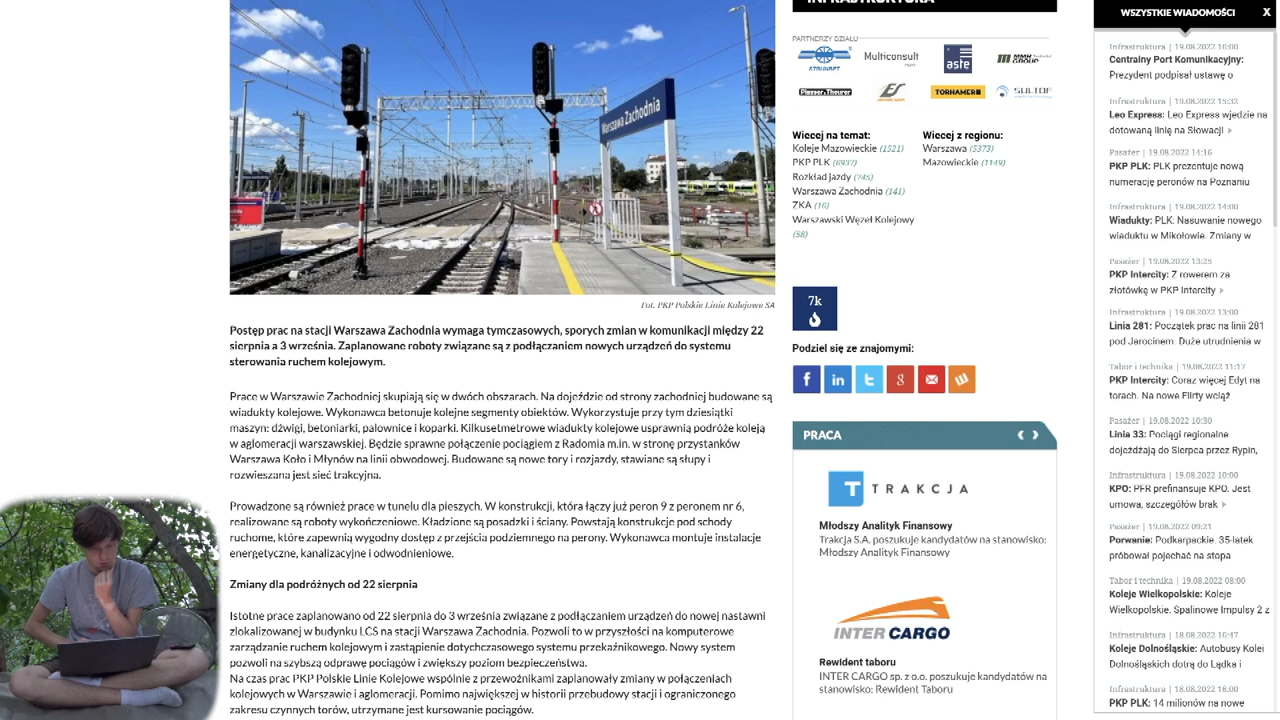 INFRASTRUKTURA
WSZYSTKIE WIADOMOŚCI X
Warszawa Zachodnia
Fot. PKP Polskie Linie Kolejowe SA
Postęp prac na stacji Warszawa Zachodnia wymaga tymczasowych, sporych zmian w komunikacji między 22
sierpnia a 3 września. Zaplanowane roboty związane są z podłączaniem nowych urządzeń do systemu
sterowania ruchem kolejowym.
Prace w Warszawie Zachodniej skupiają się w dwóch obszarach. Na dojeździe od strony zachodniej budowane są
wiadukty kolejowe. Wykonawca betonuje kolejne segmenty obiektów. Wykorzystuje przy tym dziesiątki
maszyn: dźwigi, betoniarki, palownice i koparki. Kilkusetmetrowe wiadukty kolejowe usprawnią podróże koleją
w aglomeracji warszawskiej. Będzie sprawne połączenie pociągiem z Radomia m.in. w stronę przystanków
Warszawa Koło i Młynów na linii obwodowej. Budowane są nowe tory i rozjazdy, stawiane są słupy i
rozwieszana jest sieć trakcyjna.
Prowadzone są również prace w tunelu dla pieszych. W konstrukcji, która łączy już peron 9 z peronem nr 6,
realizowane są roboty wykończeniowe. Kładzione są posadzki i ściany. Powstają konstrukcje pod schody
ruchome, które zapewnią wygodny dostęp z przejścia podziemnego na perony. Wykonawca montuje instalacje
energetyczne, kanalizacyjne i odwodnieniowe.
Zmiany dla podróżnych od 22 sierpnia
Istotne prace zaplanowano od 22 sierpnia do 3 września związane z podłączaniem urządzeń do nowej nastawni
zlokalizowanej w budynku LCS na stacji Warszawa Zachodnia. Pozwoli to w przyszłości na komputerowe
zarządzanie ruchem kolejowym i zastąpienie dotychczasowego systemu przekaźnikowego. Nowy system
pozwoli na szybszą odprawę pociągów i zwiększy poziom bezpieczeństwa.
Na czas prac PKP Polskie Linie Kolejowe wspólnie z przewoźnikami zaplanowały zmiany w połączeniach
kolejowych w Warszawie i aglomeracji. Pomimo największej w historii przebudowy stacji i ograniczonego
zakresu czynnych torów, utrzymane jest kursowanie pociągów.
PARTNERZY DZIAŁU
Multiconsult
aste
MMR GROUP
Plasser & Theurer
TORHAMER
Więcej na temat:
Koleje Mazowieckie (1521)
PKP PLK (6937)
Rozkład jazdy (745)
Warszawa Zachodnia (141)
ZKA (16)
Warszawski Węzeł Kolejowy
(58)
Więcej z regionu:
Warszawa (5373)
Mazowieckie (1149)
7k
Podziel się ze znajomymi:
PRACA
TRAKCJA
Młodszy Analityk Finansowy
Trakcja S.A. poszukuje kandydatów na stanowisko:
Młodszy Analityk Finansowy
INTER CARGO
Rewident taboru
INTER CARGO sp. z o.o. poszukuje kandydatów na
stanowisko: Rewident Taboru
Infrastruktura | 19.08.2022 16:00
Centralny Port Komunikacyjny:
Prezydent podpisał ustawę o
Infrastruktura | 19.08.2022 15:32
Leo Express: Leo Express wjedzie na
dotowaną linię na Słowacji
Pasażer | 19.08.2022 14:16
PKP PLK: PLK prezentuje nową
numerację peronów na Poznaniu
Infrastruktura | 19.08.2022 14:00
Wiadukty: PLK: Nasuwanie nowego
wiaduktu w Mikołowie. Zmiany w
Pasażer | 19.08.2022 13:25
PKP Intercity: Z rowerem za
złotówkę w PKP Intercity
Infrastruktura | 19.08.2022 13:00
Linia 281: Początek prac na linii 281
pod Jarocinem. Duże utrudnienia w
Tabor i technika | 19.08.2022 11:17
PKP Intercity: Coraz więcej Edyt na
torach. Na nowe Flirty wciąż
Pasażer | 19.08.2022 10:30
Linia 33: Pociągi regionalne
dojeżdżają do Sierpca przez Rypin,
Infrastruktura | 19.08.2022 10:00
KPO: PFR prefinansuje KPO. Jest
umowa, szczegółów brak
Pasażer | 19.08.2022 09:21
Porwanie: Podkarpackie. 35-latek
próbował pojechać na stopa
Tabor i technika | 19.08.2022 08:00
Koleje Wielkopolskie: Koleje
Wielkopolskie. Spalinowe Impulsy 2 z
Infrastruktura | 18.08.2022 16:47
Koleje Dolnośląskie: Autobusy Kolei
Dolnośląskich dotrą do Lądka i
Infrastruktura | 18.08.2022 16:00
PKP PLK: 14 milionów na nowe